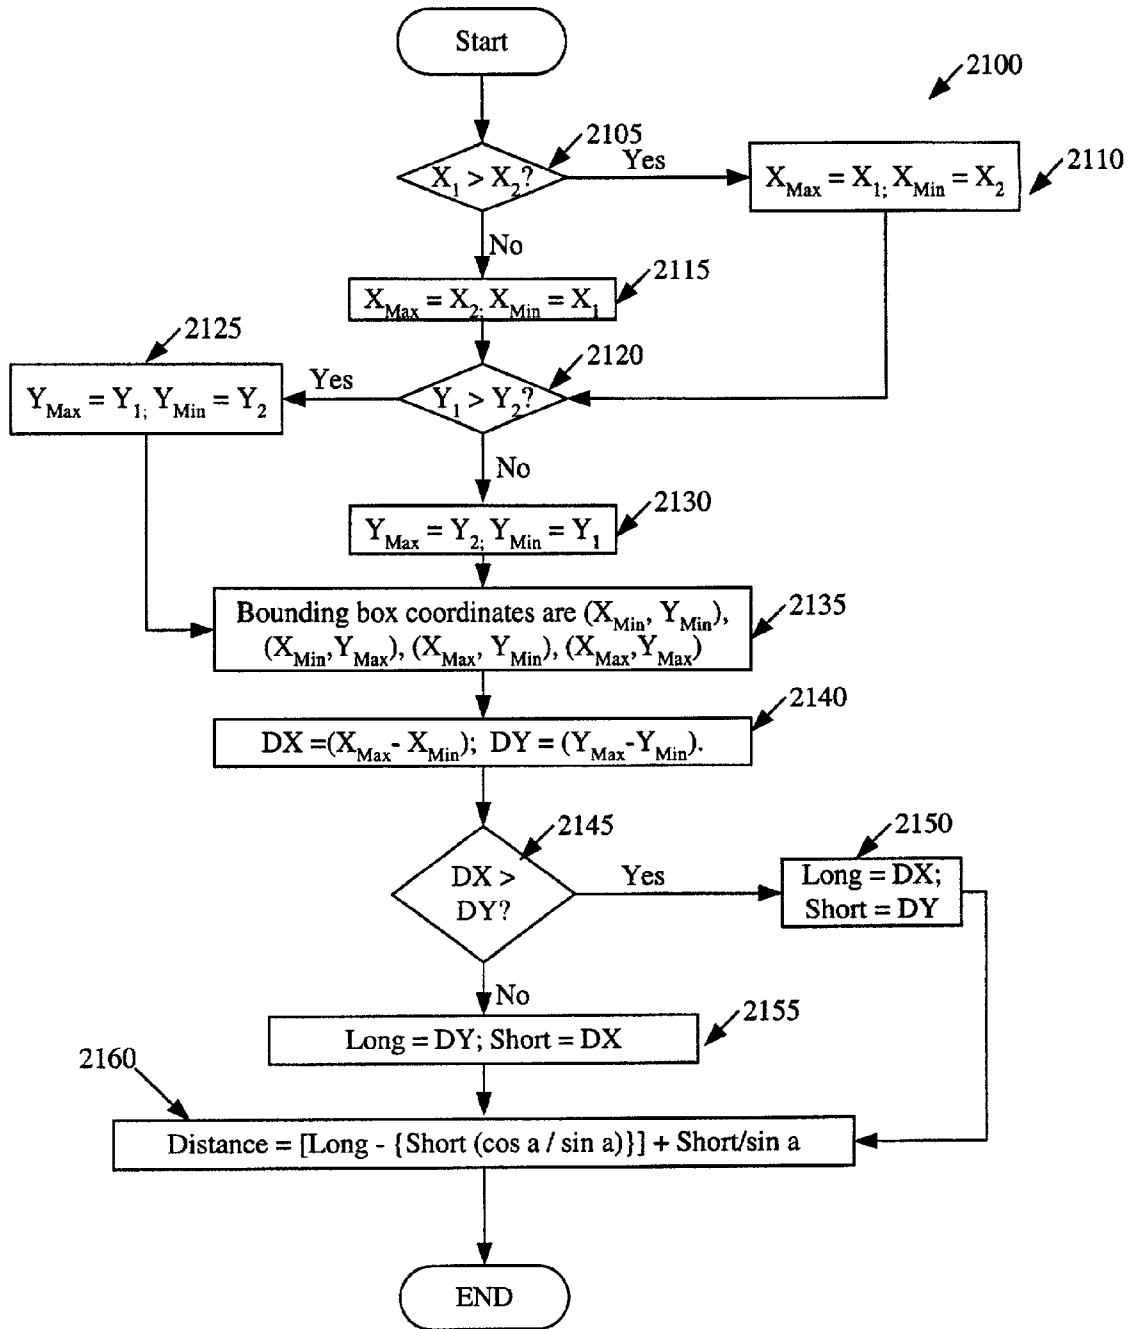 Start
2100
2105
X1 > X2?
Yes
XMax = X1; XMin = X2
2110
No
2115
XMax = X2; XMin = X1
2125
2120
YMax = Y1; YMin = Y2
Yes
Y1 > Y2?
No
2130
YMax = Y2; YMin = Y1
Bounding box coordinates are (XMin, YMin),
(XMin,YMax), (XMax, YMin), (XMax,YMax)
2135
2140
DX =(XMax- XMin); DY = (YMax-YMin).
2145
2150
DX >
DY?
Yes
Long = DX;
Short = DY
No
2155
Long = DY; Short = DX
2160
Distance = [Long - {Short (cos a / sin a)}] + Short/sin a
END